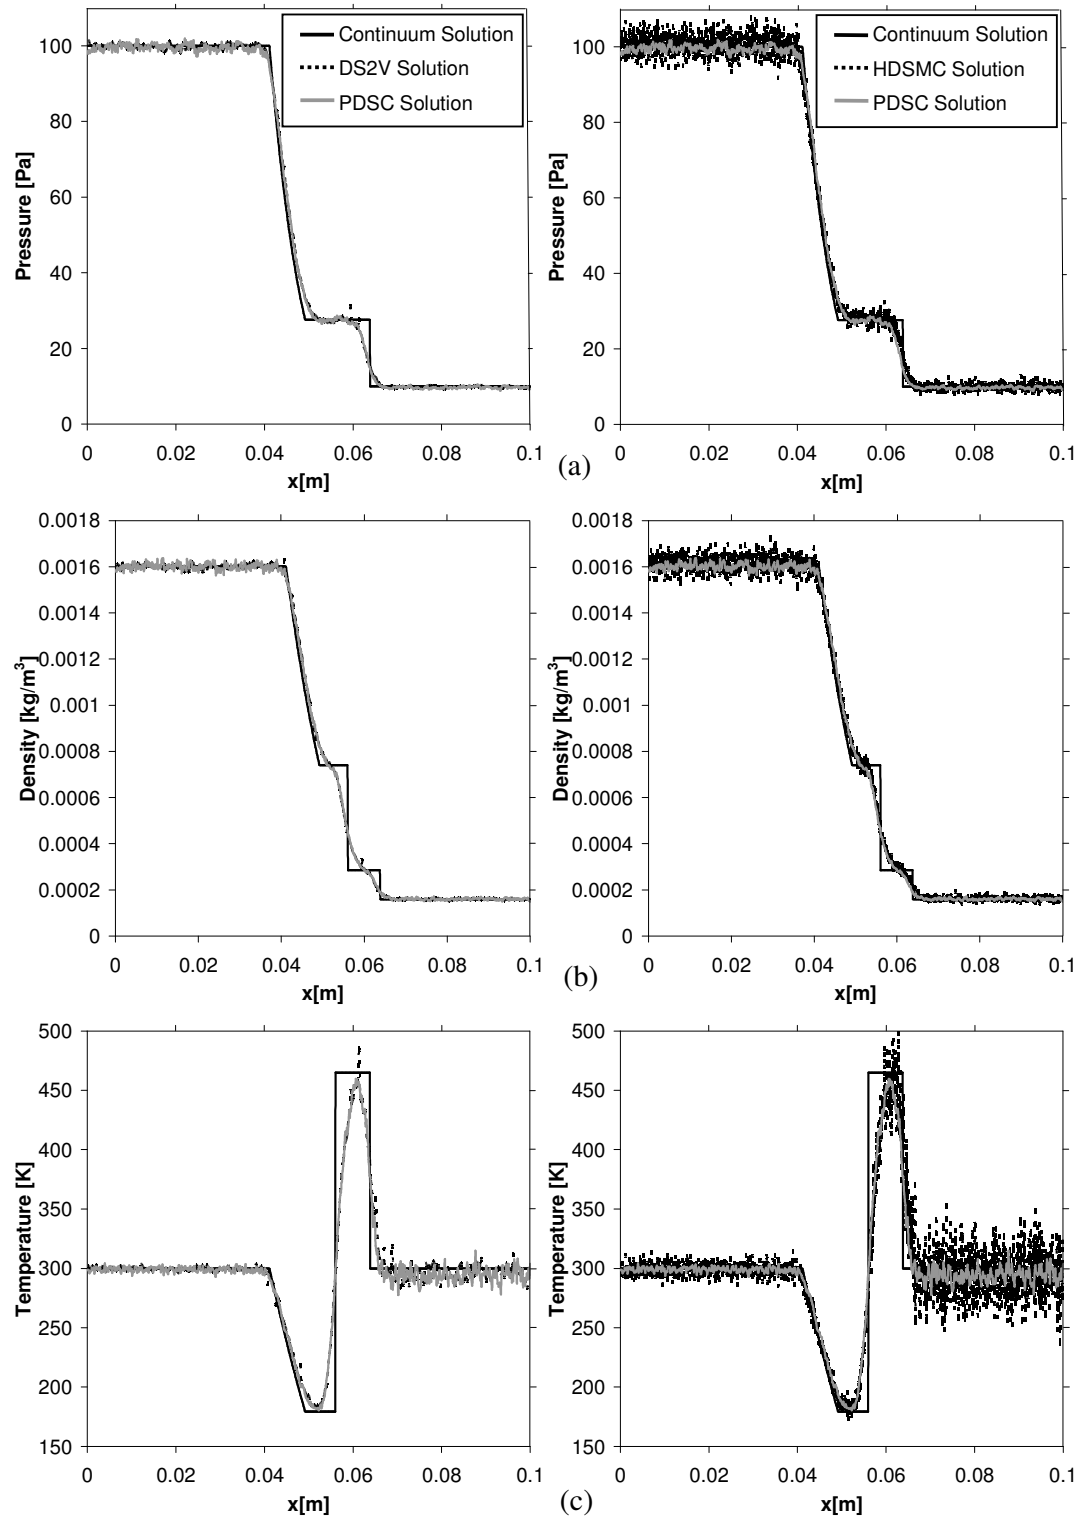 Continuum Solution
DS2V Solution
PDSC Solution
Pressure [Pa]
100
80
60
40
20
0
0 0.02 0.04 0.06 0.08 0.1
x[m]
Continuum Solution
HDSMC Solution
PDSC Solution
Pressure [Pa]
100
80
60
40
20
0
0 0.02 0.04 0.06 0.08 0.1
x[m]
(a)
Density [kg/m³]
0.0018
0.0016
0.0014
0.0012
0.001
0.0008
0.0006
0.0004
0.0002
0
0 0.02 0.04 0.06 0.08 0.1
x[m]
Density [kg/m³]
0.0018
0.0016
0.0014
0.0012
0.001
0.0008
0.0006
0.0004
0.0002
0
0 0.02 0.04 0.06 0.08 0.1
x[m]
(b)
Temperature [K]
500
450
400
350
300
250
200
150
0 0.02 0.04 0.06 0.08 0.1
x[m]
Temperature [K]
500
450
400
350
300
250
200
150
0 0.02 0.04 0.06 0.08 0.1
x[m]
(c)